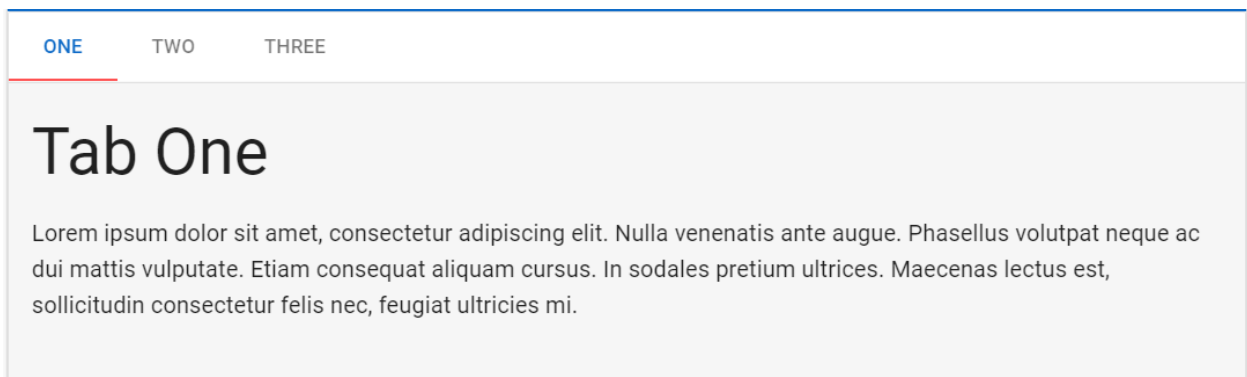 ONE TWO THREE
Tab One
Lorem ipsum dolor sit amet, consectetur adipiscing elit. Nulla venenatis ante augue. Phasellus volutpat neque ac
dui mattis vulputate. Etiam consequat aliquam cursus. In sodales pretium ultrices. Maecenas lectus est,
sollicitudin consectetur felis nec, feugiat ultricies mi.